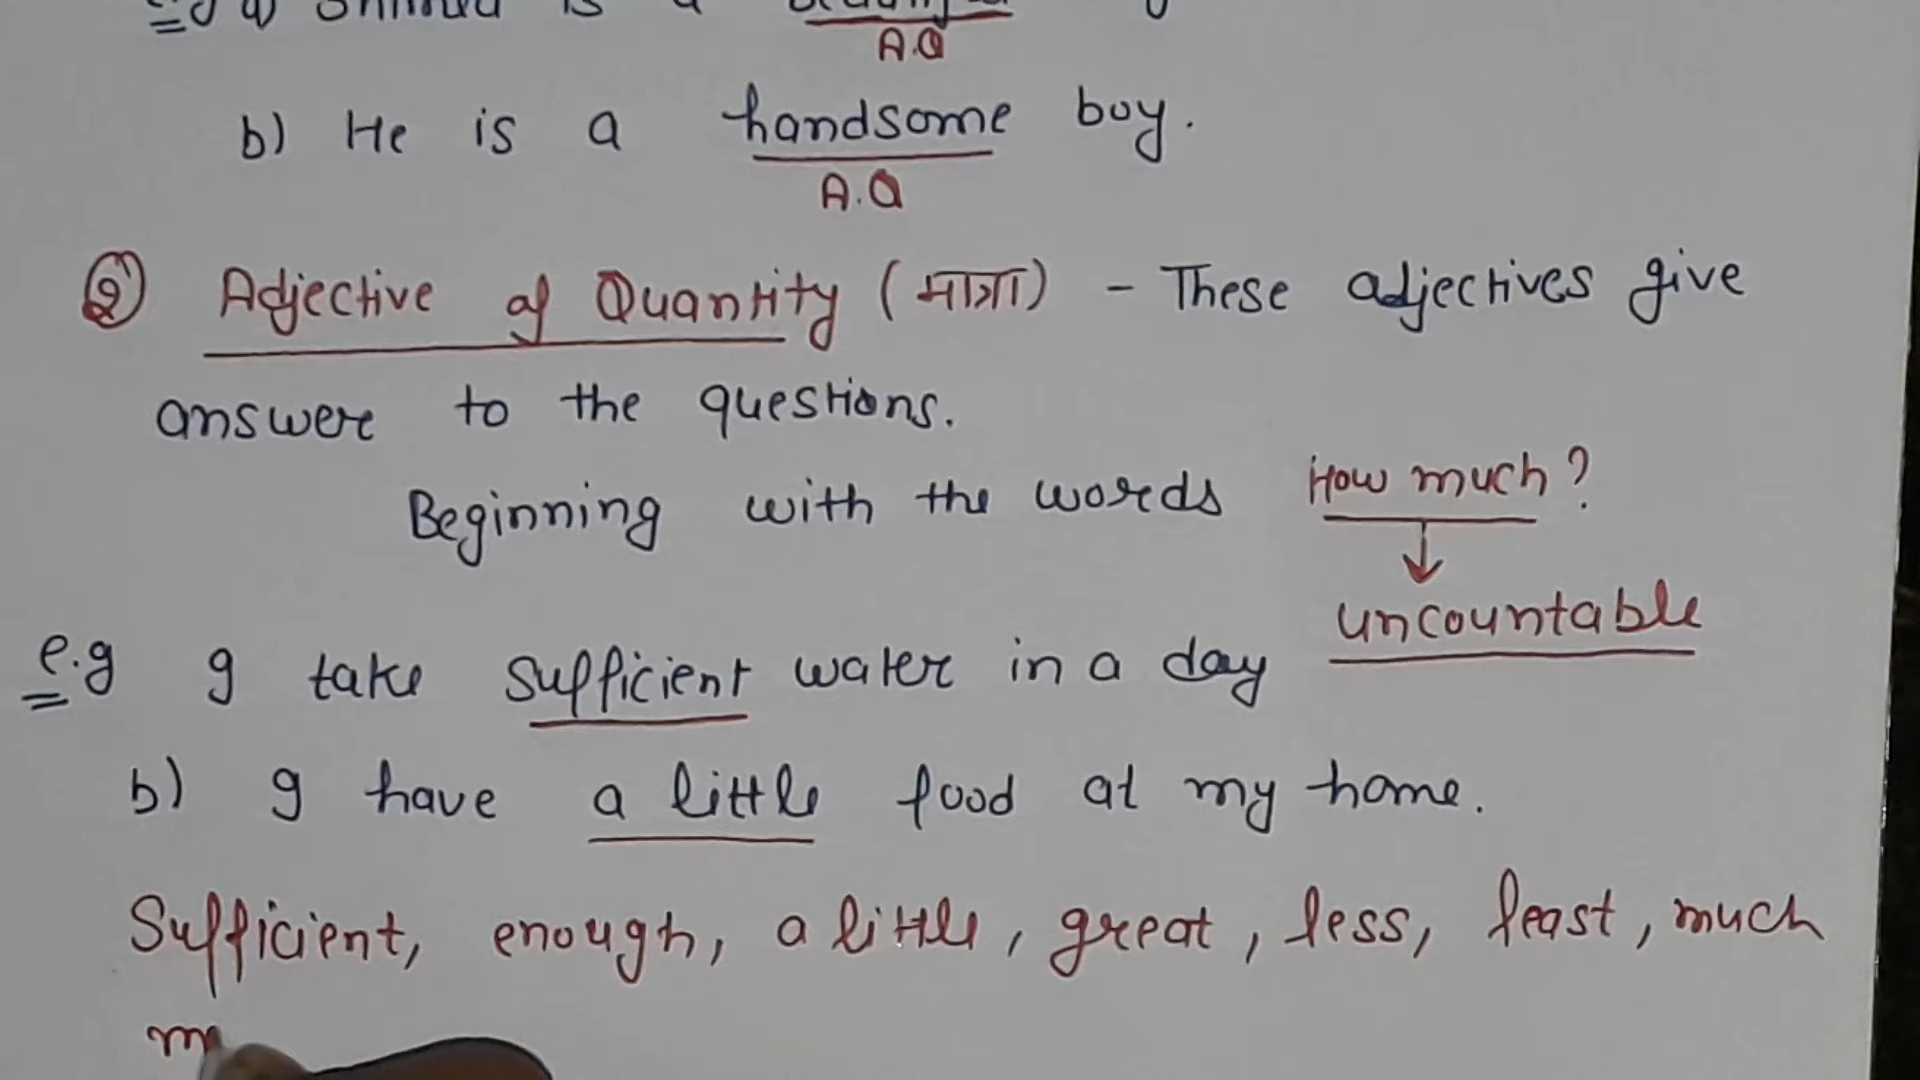 is a
A.Q
b) He is a handsome boy.
A.Q
2 Adjective of Quantity (मात्रा) - These adjectives give
answer to the questions.
Beginning with the words How much?
uncountable
e.g I take sufficient water in a day
b) I have a little food at my home.
Sufficient, enough, a little, great, less, least, much